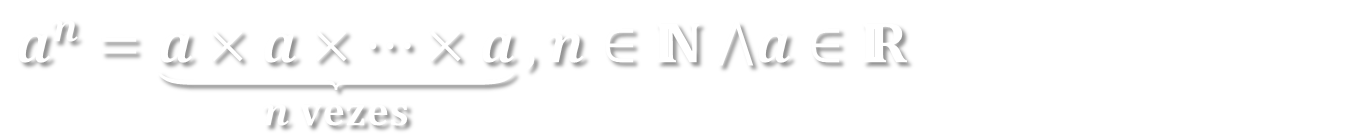 aⁿ = a × a × ⋯ × a , n ∈ ℕ ⋀ a ∈ ℝ
n vezes